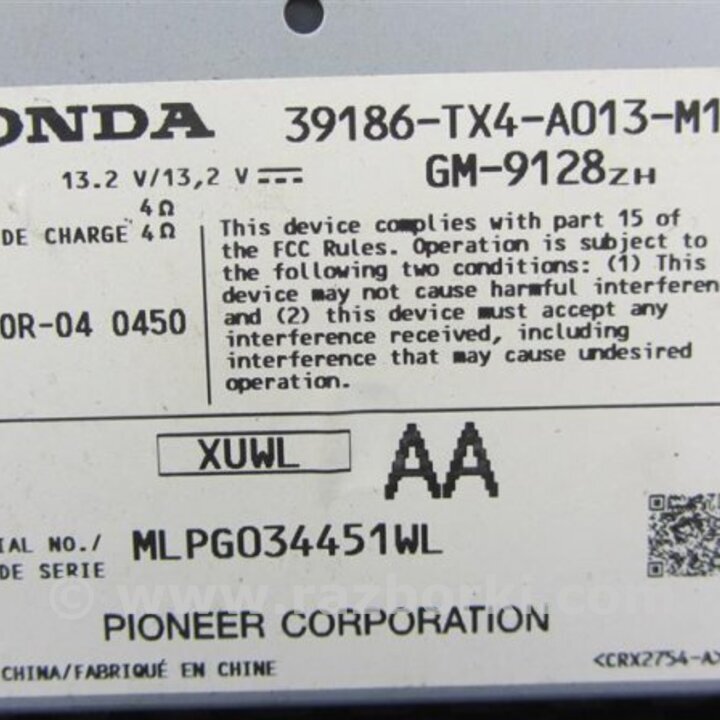 ONDA 39186-TX4-A013-M1
13.2 V/13,2 V GM-9128ZH
4Ω
DE CHARGE 4Ω
This device complies with part 15 of
the FCC Rules. Operation is subject to
the following two conditions: (1) This
device may not cause harmful interferen
and (2) this device must accept any
interference received, including
interference that may cause undesired
operation.
0R-04 0450
XUWL AA
IAL NO./ MLPG034451WL
DE SERIE
© www.razborki.com
PIONEER CORPORATION
CHINA/FABRIQUÉ EN CHINE <CRX2754-A